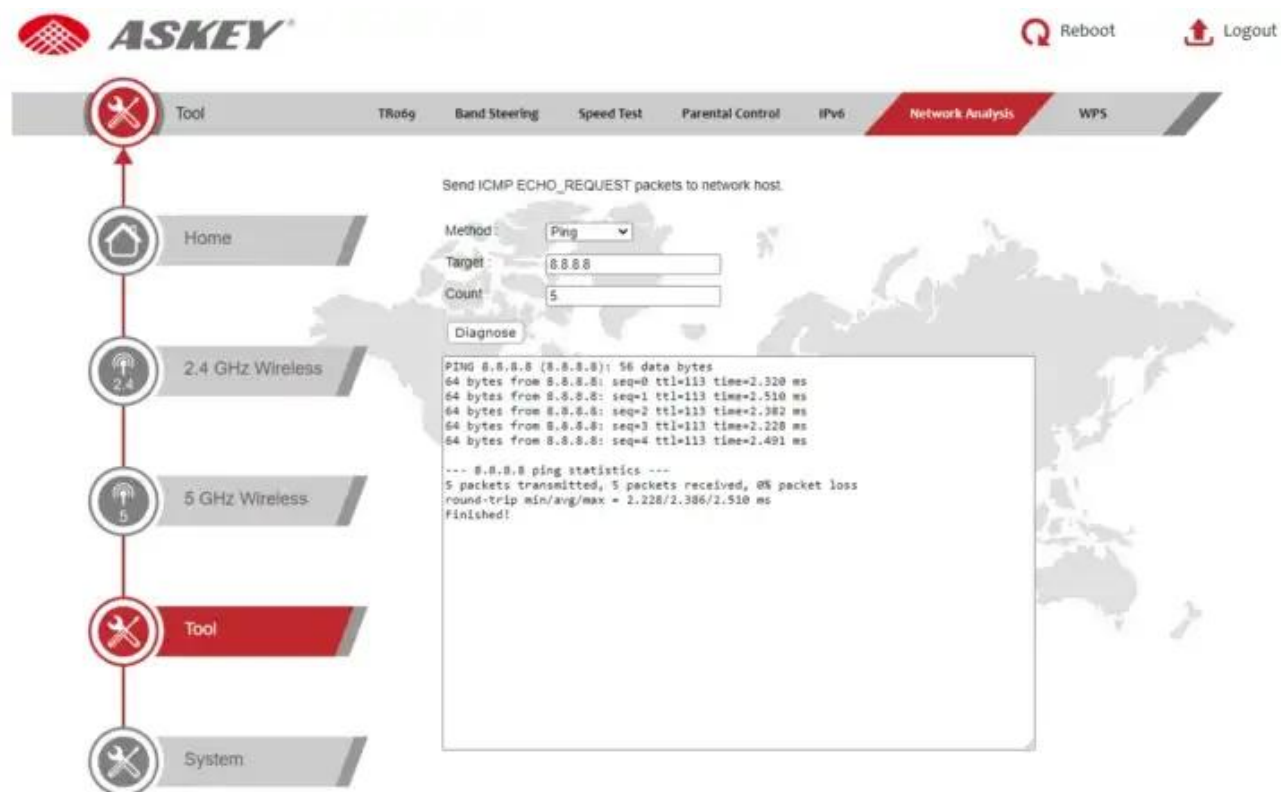 ASKEY
Reboot
Logout
Tool
TR069
Band Steering
Speed Test
Parental Control
IPv6
Network Analysis
WPS
Send ICMP ECHO_REQUEST packets to network host.
Home
Method : Ping
Target : 8.8.8.8
Count : 5
Diagnose
2.4
2.4 GHz Wireless
PING 8.8.8.8 (8.8.8.8): 56 data bytes
64 bytes from 8.8.8.8: seq=0 ttl=113 time=2.320 ms
64 bytes from 8.8.8.8: seq=1 ttl=113 time=2.510 ms
64 bytes from 8.8.8.8: seq=2 ttl=113 time=2.382 ms
64 bytes from 8.8.8.8: seq=3 ttl=113 time=2.228 ms
64 bytes from 8.8.8.8: seq=4 ttl=113 time=2.491 ms
--- 8.8.8.8 ping statistics ---
5 packets transmitted, 5 packets received, 0% packet loss
round-trip min/avg/max = 2.228/2.386/2.510 ms
Finished!
5
5 GHz Wireless
Tool
System